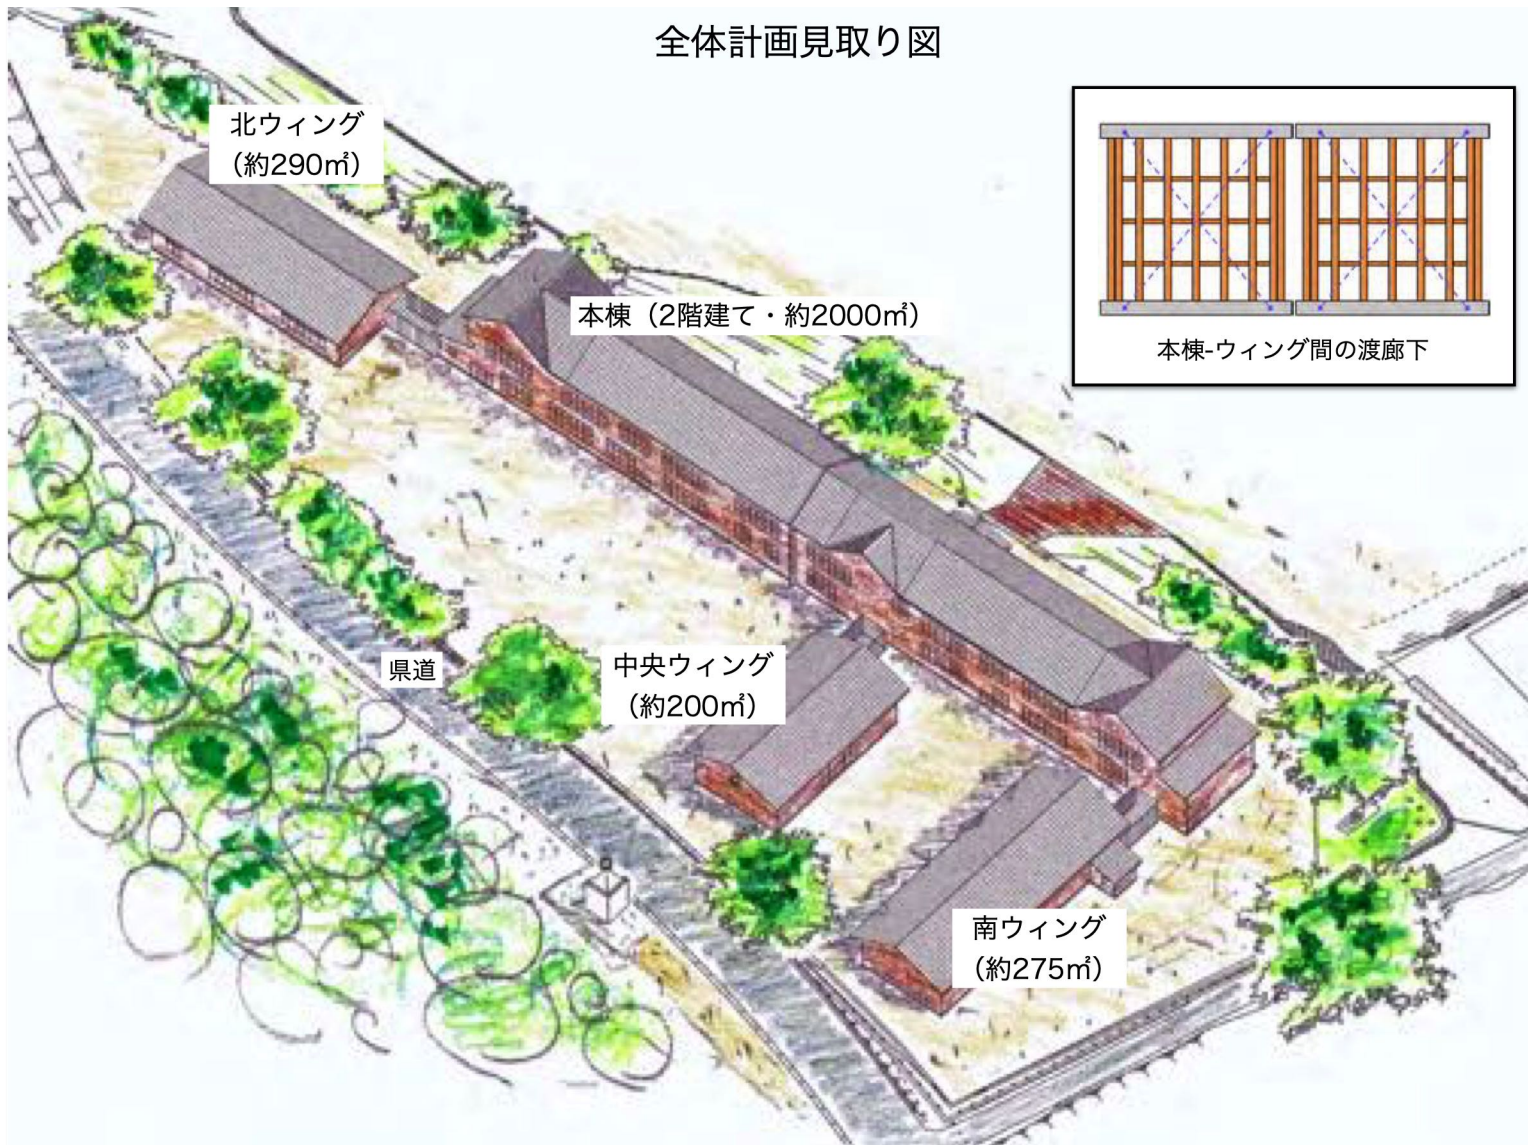 全体計画見取り図
北ウィング
（約290㎡）
本棟（2階建て・約2000㎡）
本棟-ウィング間の渡廊下
県道
中央ウィング
（約200㎡）
南ウィング
（約275㎡）